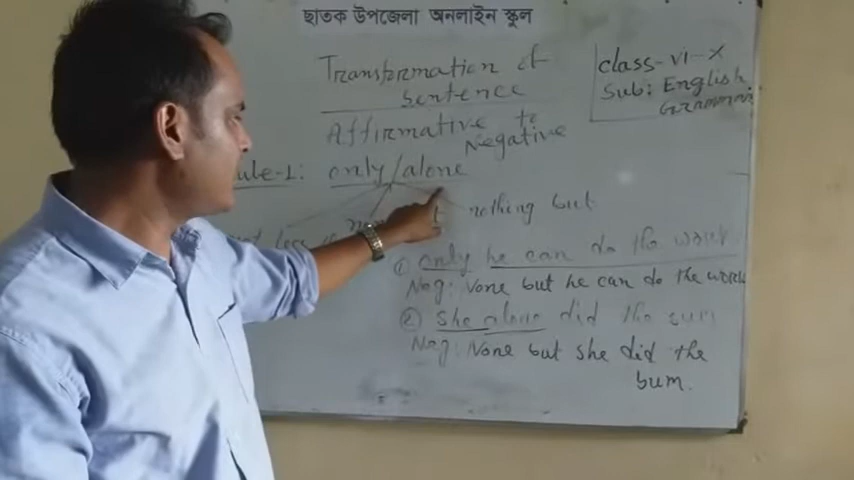 ছাতক উপজেলা অনলাইন স্কুল
Transformation of
sentence
class-vi-X
Sub: English
Grammar
Affirmative to
Negative
ule-1: only/alone
nothing but
① only he can do the work
Neg: None but he can do the work
② She alone did the sum
Neg: None but she did the
bum.